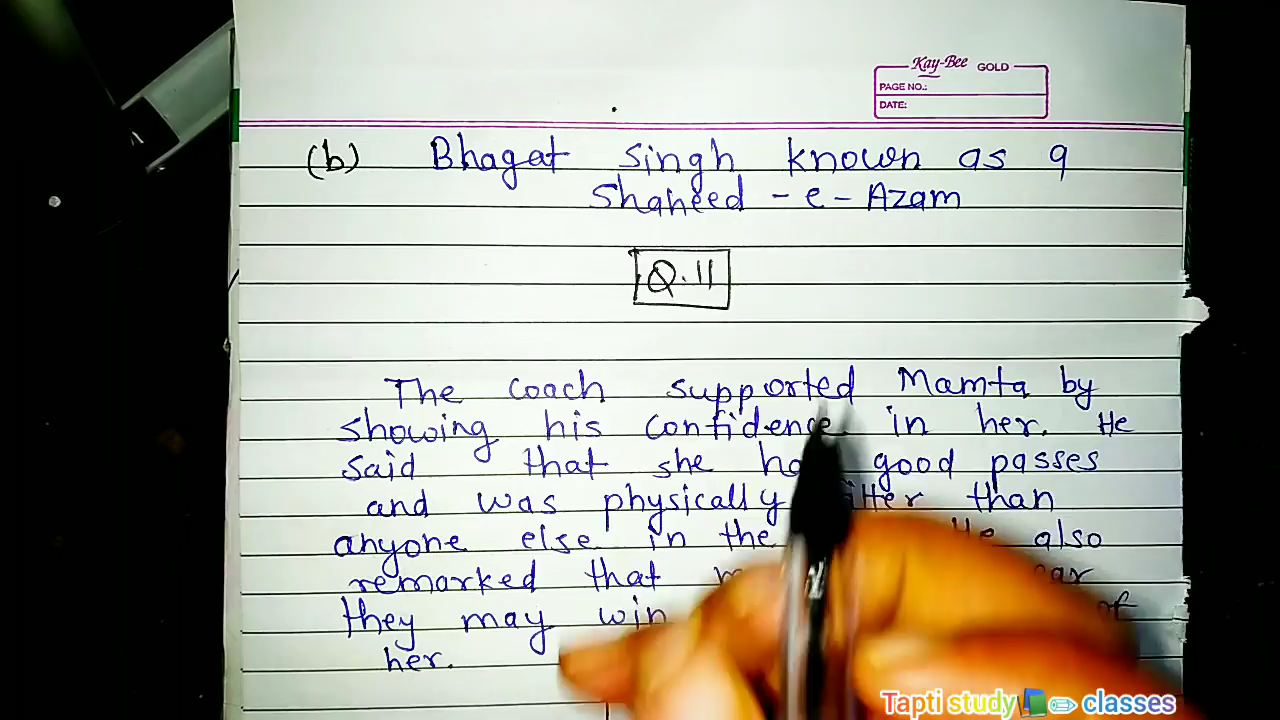 Kay-Bee GOLD
PAGE NO.:
DATE:
(b) Bhagat Singh known as a
Shaheed - e - Azam
Q.11
The coach supported Mamta by
showing his confidence in her. He
said that she good passes
and was physically than
anyone else in the also
remarked that
they may win of
her.
Tapti study classes